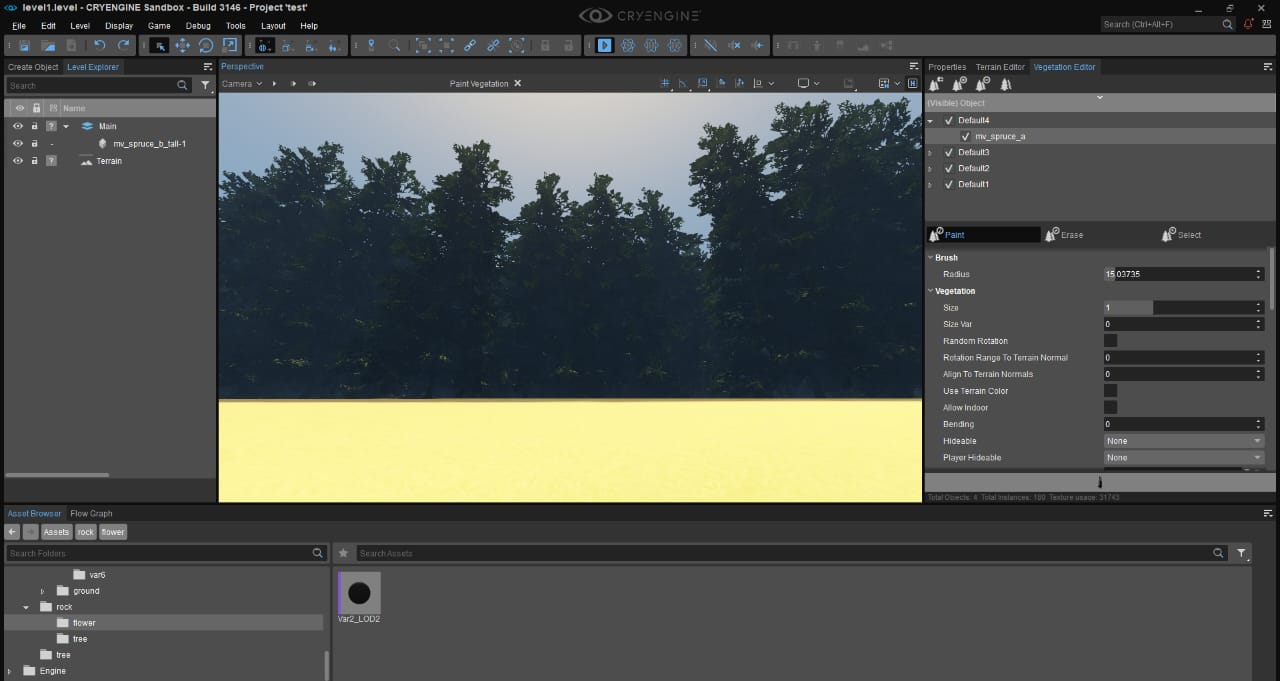 level1.level - CRYENGINE Sandbox - Build 3146 - Project 'test'
File Edit Level Display Game Debug Tools Layout Help
CRYENGINE
Search (Ctrl+Alt+F)
Create Object Level Explorer
Search
Name
Main
mv_spruce_b_tall-1
Terrain
Perspective
Camera
Paint Vegetation
Properties Terrain Editor Vegetation Editor
(Visible) Object
Default4
mv_spruce_a
Default3
Default2
Default1
Paint Erase Select
Brush
Radius 15.03735
Vegetation
Size 1
Size Var 0
Random Rotation
Rotation Range To Terrain Normal 0
Align To Terrain Normals 0
Use Terrain Color
Allow Indoor
Bending 0
Hideable None
Player Hideable None
Total Objects: 4 Total Instances: 180 Texture usage: 31743
Asset Browser Flow Graph
Assets rock flower
Search Folders
Search Assets
var6
ground
rock
flower
tree
tree
Engine
Var2_LOD2